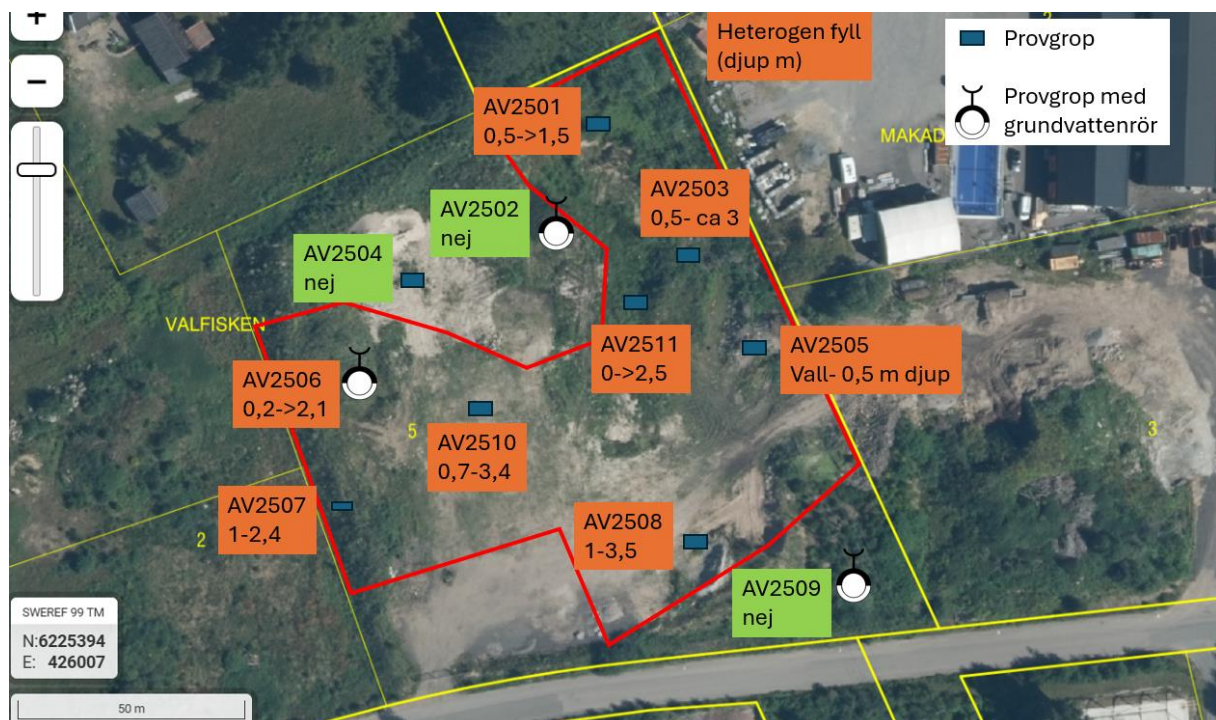 +
−
Heterogen fyll
(djup m)
2
Provgrop
Provgrop med
grundvattenrör
MAKAD
AV2501
0,5->1,5
AV2503
0,5- ca 3
AV2502
nej
AV2504
nej
VALFISKEN
AV2511
0->2,5
AV2505
Vall- 0,5 m djup
AV2506
0,2->2,1
5
AV2510
0,7-3,4
3
AV2507
1-2,4
2
AV2508
1-3,5
AV2509
nej
SWEREF 99 TM
N:6225394
E: 426007
50 m